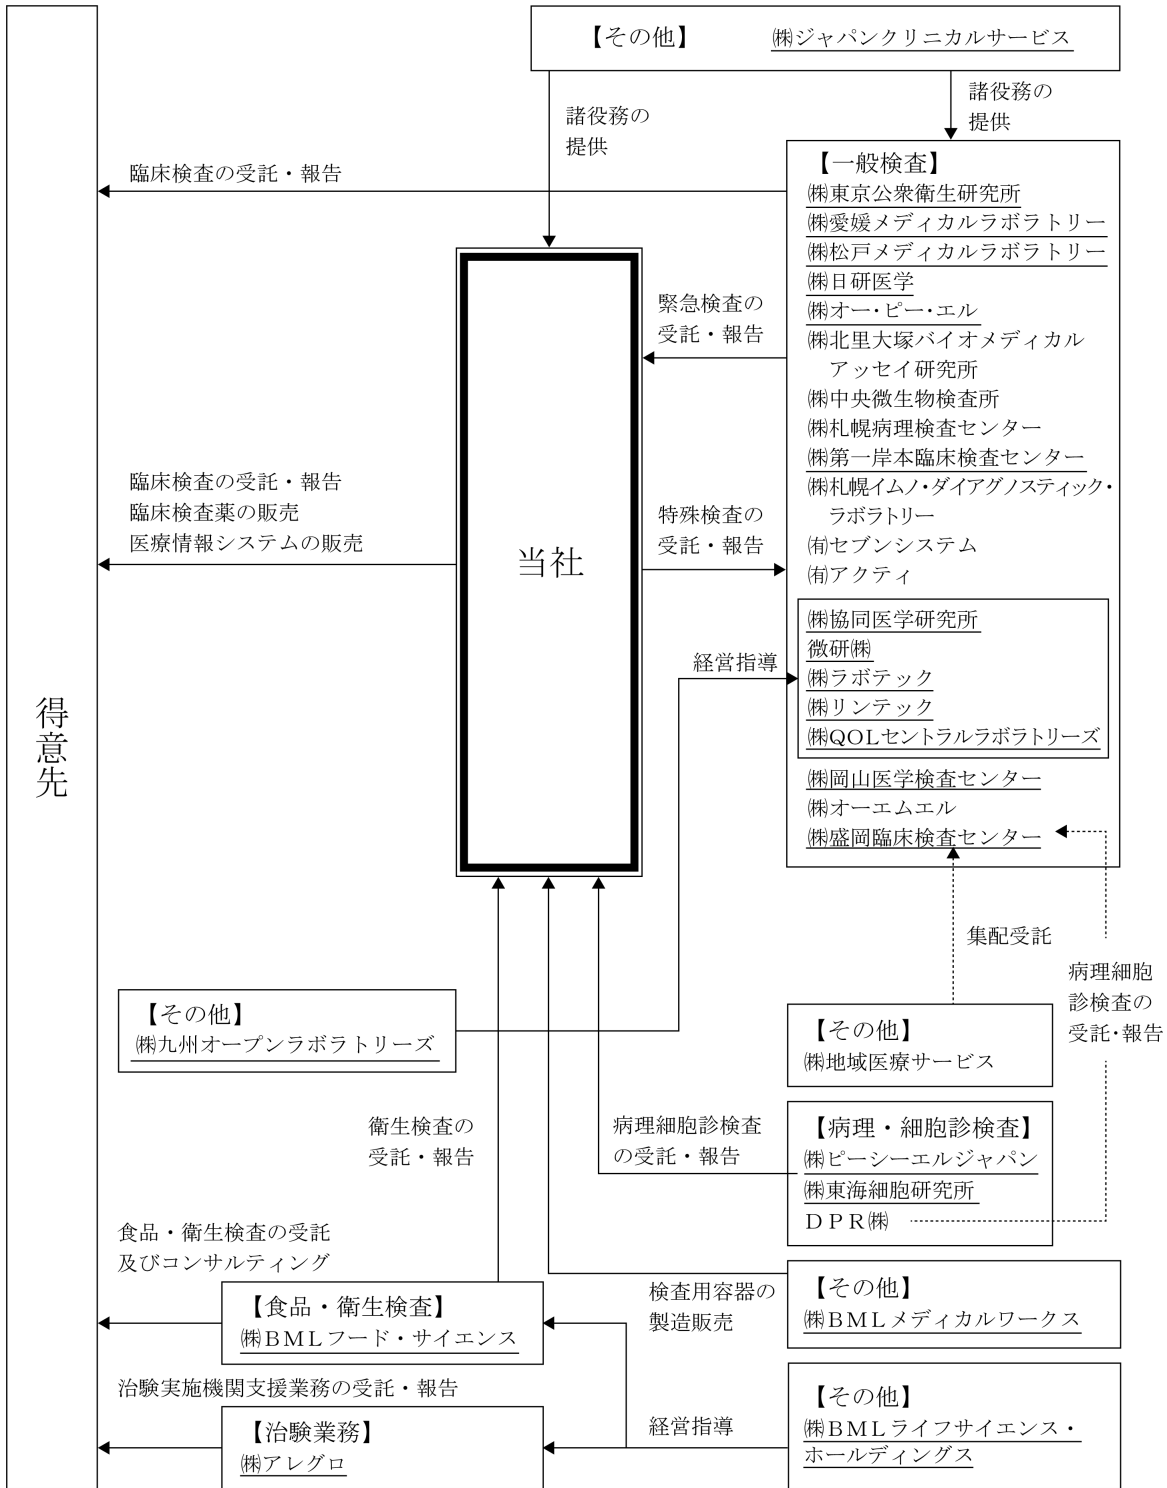 【その他】 ㈱ジャパンクリニカルサービス
諸役務の
提供
諸役務の
提供
臨床検査の受託・報告
【一般検査】
㈱東京公衆衛生研究所
㈱愛媛メディカルラボラトリー
㈱松戸メディカルラボラトリー
㈱日研医学
㈱オー・ピー・エル
㈱北里大塚バイオメディカル
アッセイ研究所
㈱中央微生物検査所
㈱札幌病理検査センター
㈱第一岸本臨床検査センター
㈱札幌イムノ・ダイアグノスティック・
ラボラトリー
㈲セブンシステム
㈲アクティ
㈱協同医学研究所
微研㈱
㈱ラボテック
㈱リンテック
㈱QOLセントラルラボラトリーズ
㈱岡山医学検査センター
㈱オーエムエル
㈱盛岡臨床検査センター
緊急検査の
受託・報告
臨床検査の受託・報告
臨床検査薬の販売
医療情報システムの販売
当社
特殊検査の
受託・報告
経営指導
得意先
集配受託
病理細胞
診検査の
受託・報告
【その他】
㈱九州オープンラボラトリーズ
【その他】
㈱地域医療サービス
衛生検査の
受託・報告
病理細胞診検査
の受託・報告
【病理・細胞診検査】
㈱ピーシーエルジャパン
㈱東海細胞研究所
DPR㈱
食品・衛生検査の受託
及びコンサルティング
【食品・衛生検査】
㈱BMLフード・サイエンス
検査用容器の
製造販売
【その他】
㈱BMLメディカルワークス
治験実施機関支援業務の受託・報告
【治験業務】
㈱アレグロ
経営指導
【その他】
㈱BMLライフサイエンス・
ホールディングス